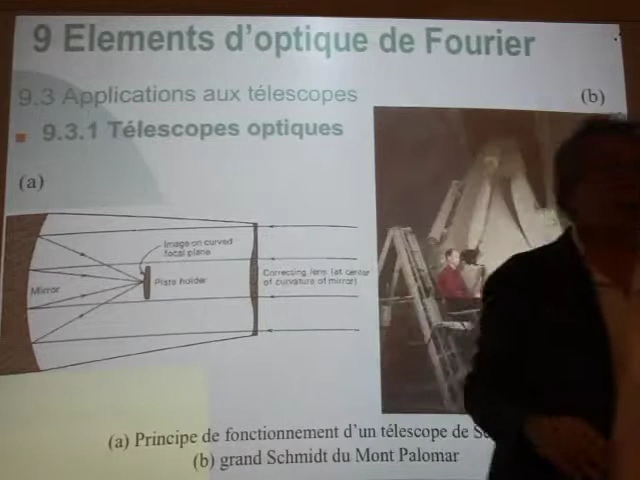 9 Elements d’optique de Fourier
9.3 Applications aux télescopes
9.3.1 Télescopes optiques
(b)
(a)
Image on curved
focal plane
Mirror
Plate holder
Correcting lens (at center
of curvature of mirror)
(a) Principe de fonctionnement d’un télescope de
(b) grand Schmidt du Mont Palomar